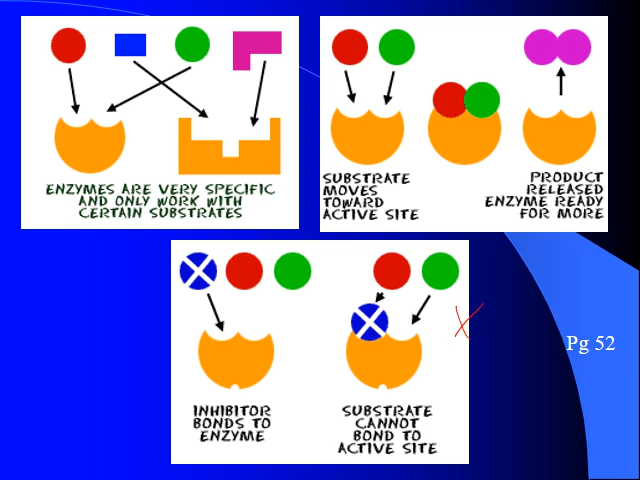 ENZYMES ARE VERY SPECIFIC
AND ONLY WORK WITH
CERTAIN SUBSTRATES
SUBSTRATE
MOVES
TOWARD
ACTIVE SITE
PRODUCT
RELEASED
ENZYME READY
FOR MORE
INHIBITOR
BONDS TO
ENZYME
SUBSTRATE
CANNOT
BOND TO
ACTIVE SITE
Pg 52